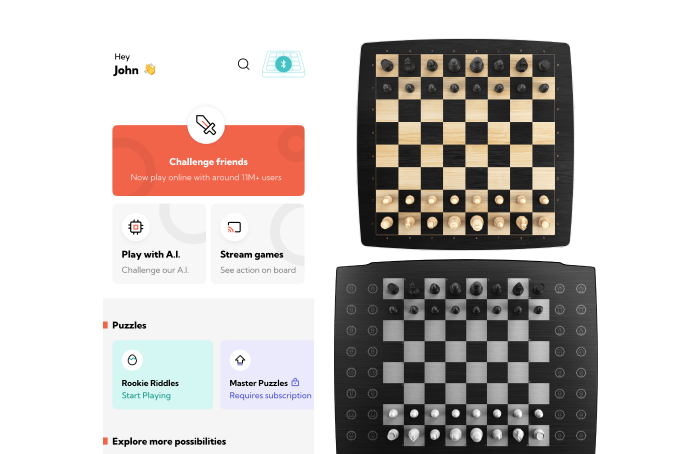 Hey
John 👋
Challenge friends
Now play online with around 11M+ users
Play with A.I.
Challenge our A.I.
Stream games
See action on board
Puzzles
Rookie Riddles
Start Playing
Master Puzzles
Requires subscription
Explore more possibilities